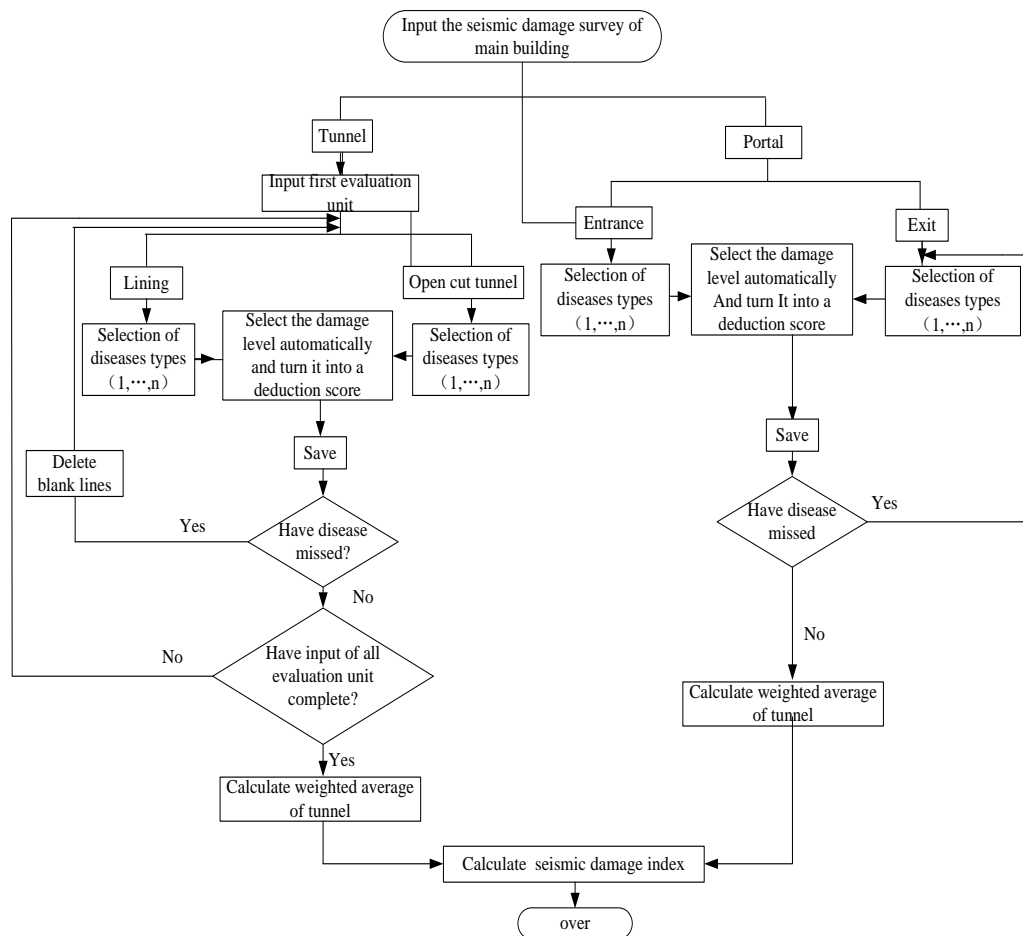 Input the seismic damage survey of
main building
Tunnel
Portal
Input first evaluation
unit
Entrance
Exit
Lining
Open cut tunnel
Selection of
diseases types
（1,···,n）
Select the damage
level automatically
And turn It into a
deduction score
Selection of
diseases types
（1,···,n）
Selection of
diseases types
（1,···,n）
Select the damage
level automatically
and turn it into a
deduction score
Selection of
diseases types
（1,···,n）
Save
Save
Delete
blank lines
Yes
Have disease
missed?
Have disease
missed
Yes
No
No
No
Have input of all
evaluation unit
complete?
Calculate weighted average
of tunnel
Yes
Calculate weighted average
of tunnel
Calculate seismic damage index
over